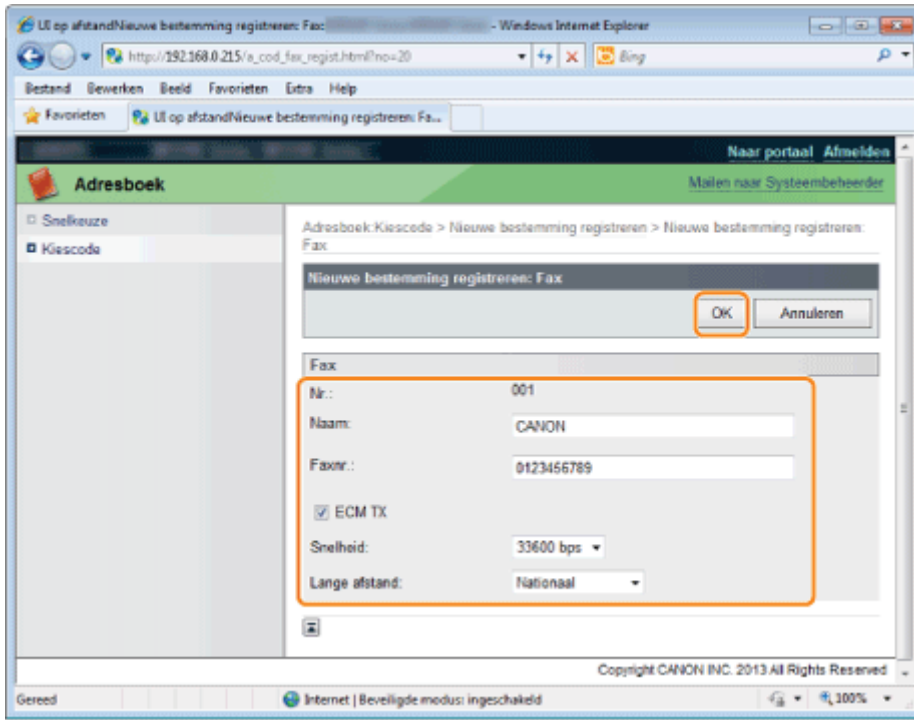 UI op afstandNieuwe bestemming registreren: Fax: - Windows Internet Explorer
http://192.168.0.215/a_cod_fax_regist.html?no=20 Bing
Bestand Bewerken Beeld Favorieten Extra Help
Favorieten UI op afstandNieuwe bestemming registreren: Fa...
Naar portaal Afmelden
Adresboek Mailen naar Systeembeheerder
Snelkeuze
Kiescode
Adresboek:Kiescode > Nieuwe bestemming registreren > Nieuwe bestemming registreren:
Fax
Nieuwe bestemming registreren: Fax
OK Annuleren
Fax
Nr.: 001
Naam: CANON
Faxnr.: 0123456789
ECM TX
Snelheid: 33600 bps
Lange afstand: Nationaal
Copyright CANON INC. 2013 All Rights Reserved
Gereed Internet | Beveiligde modus: ingeschakeld 100%